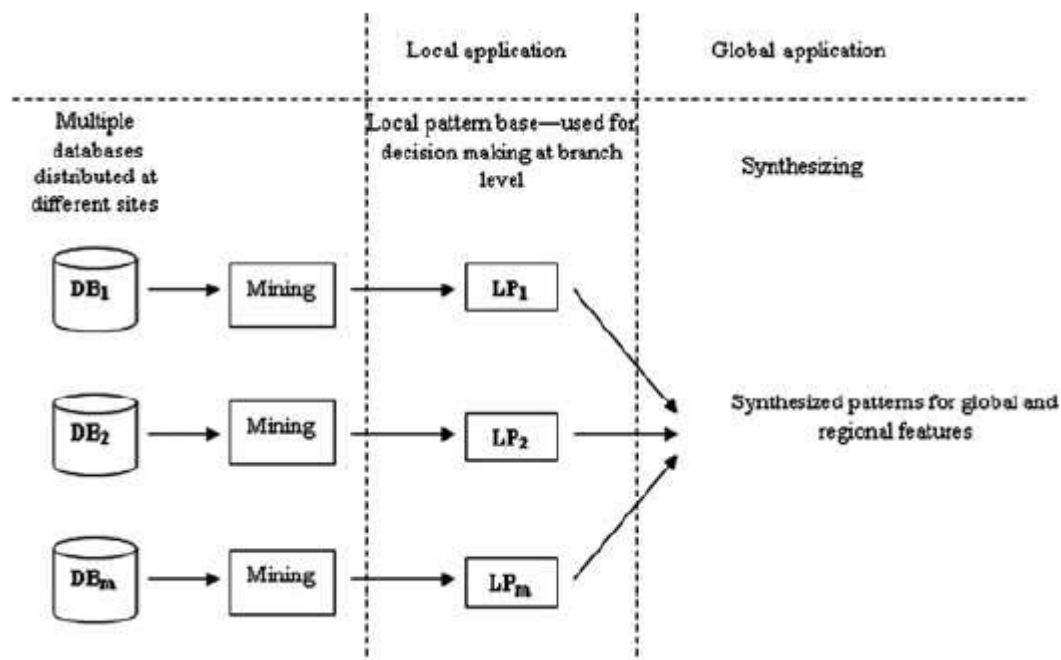 Local application
Global application
Multiple
databases
distributed at
different sites
Local pattern base—used for
decision making at branch
level
Synthesizing
DB₁
Mining
LP₁
DB₂
Mining
LP₂
Synthesized patterns for global and
regional features
DBₘ
Mining
LPₘ